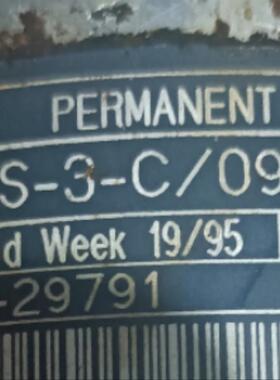 PERMANENT
S-3-C/09
d Week 19/95
-29791